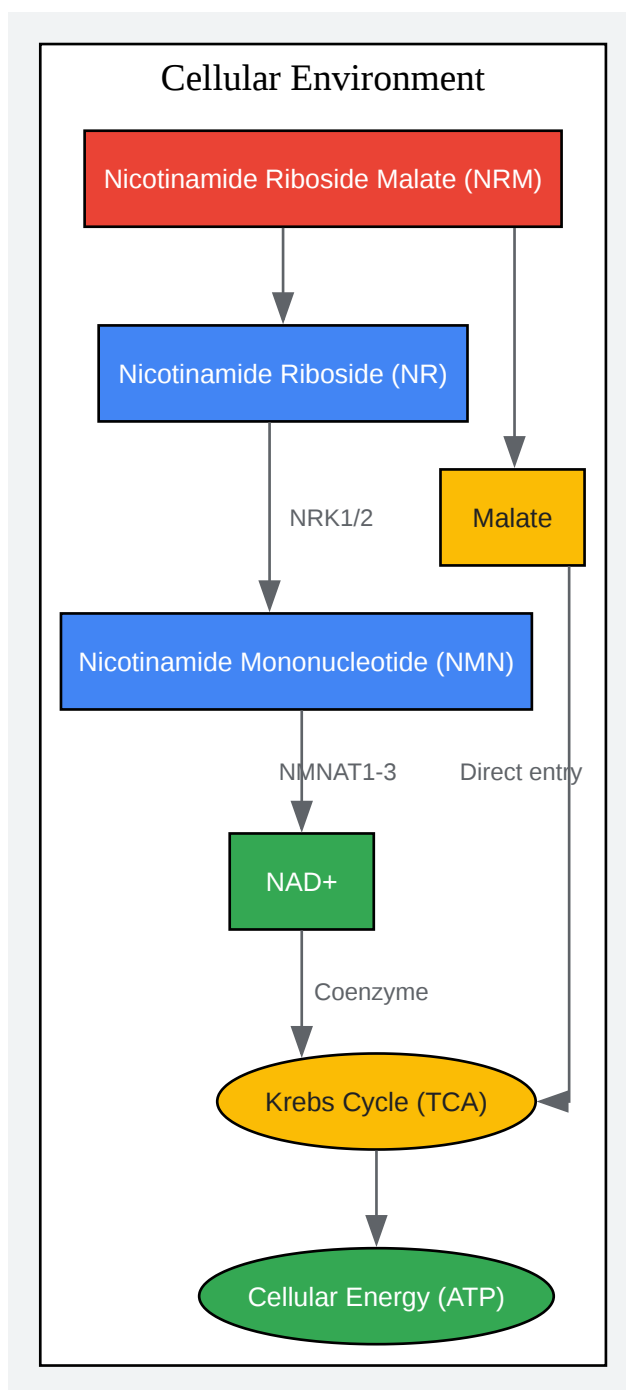 Cellular Environment
Nicotinamide Riboside Malate (NRM)
Nicotinamide Riboside (NR)
NRK1/2
Malate
Nicotinamide Mononucleotide (NMN)
NMNAT1-3
Direct entry
NAD+
Coenzyme
Krebs Cycle (TCA)
Cellular Energy (ATP)